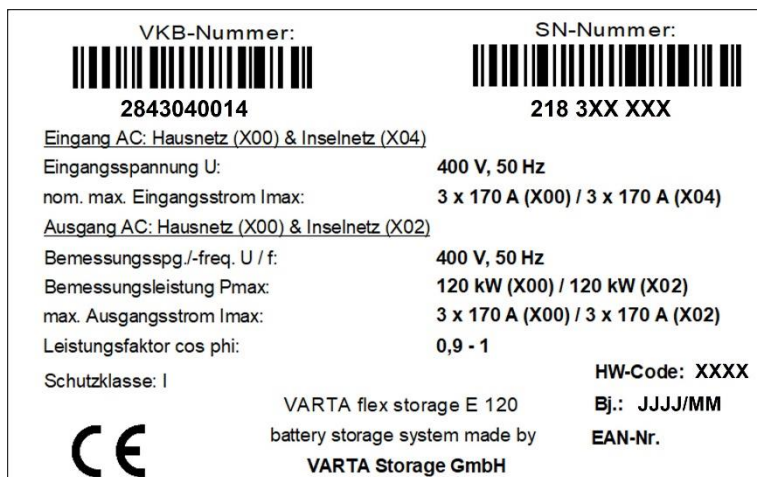 VKB-Nummer: SN-Nummer:
2843040014 218 3XX XXX
Eingang AC: Hausnetz (X00) & Inselnetz (X04)
Eingangsspannung U: 400 V, 50 Hz
nom. max. Eingangsstrom Imax: 3 x 170 A (X00) / 3 x 170 A (X04)
Ausgang AC: Hausnetz (X00) & Inselnetz (X02)
Bemessungsspg./-freq. U / f: 400 V, 50 Hz
Bemessungsleistung Pmax: 120 kW (X00) / 120 kW (X02)
max. Ausgangsstrom Imax: 3 x 170 A (X00) / 3 x 170 A (X02)
Leistungsfaktor cos phi: 0,9 - 1
Schutzklasse: I HW-Code: XXXX
VARTA flex storage E 120 Bj.: JJJJ/MM
battery storage system made by EAN-Nr.
CE VARTA Storage GmbH